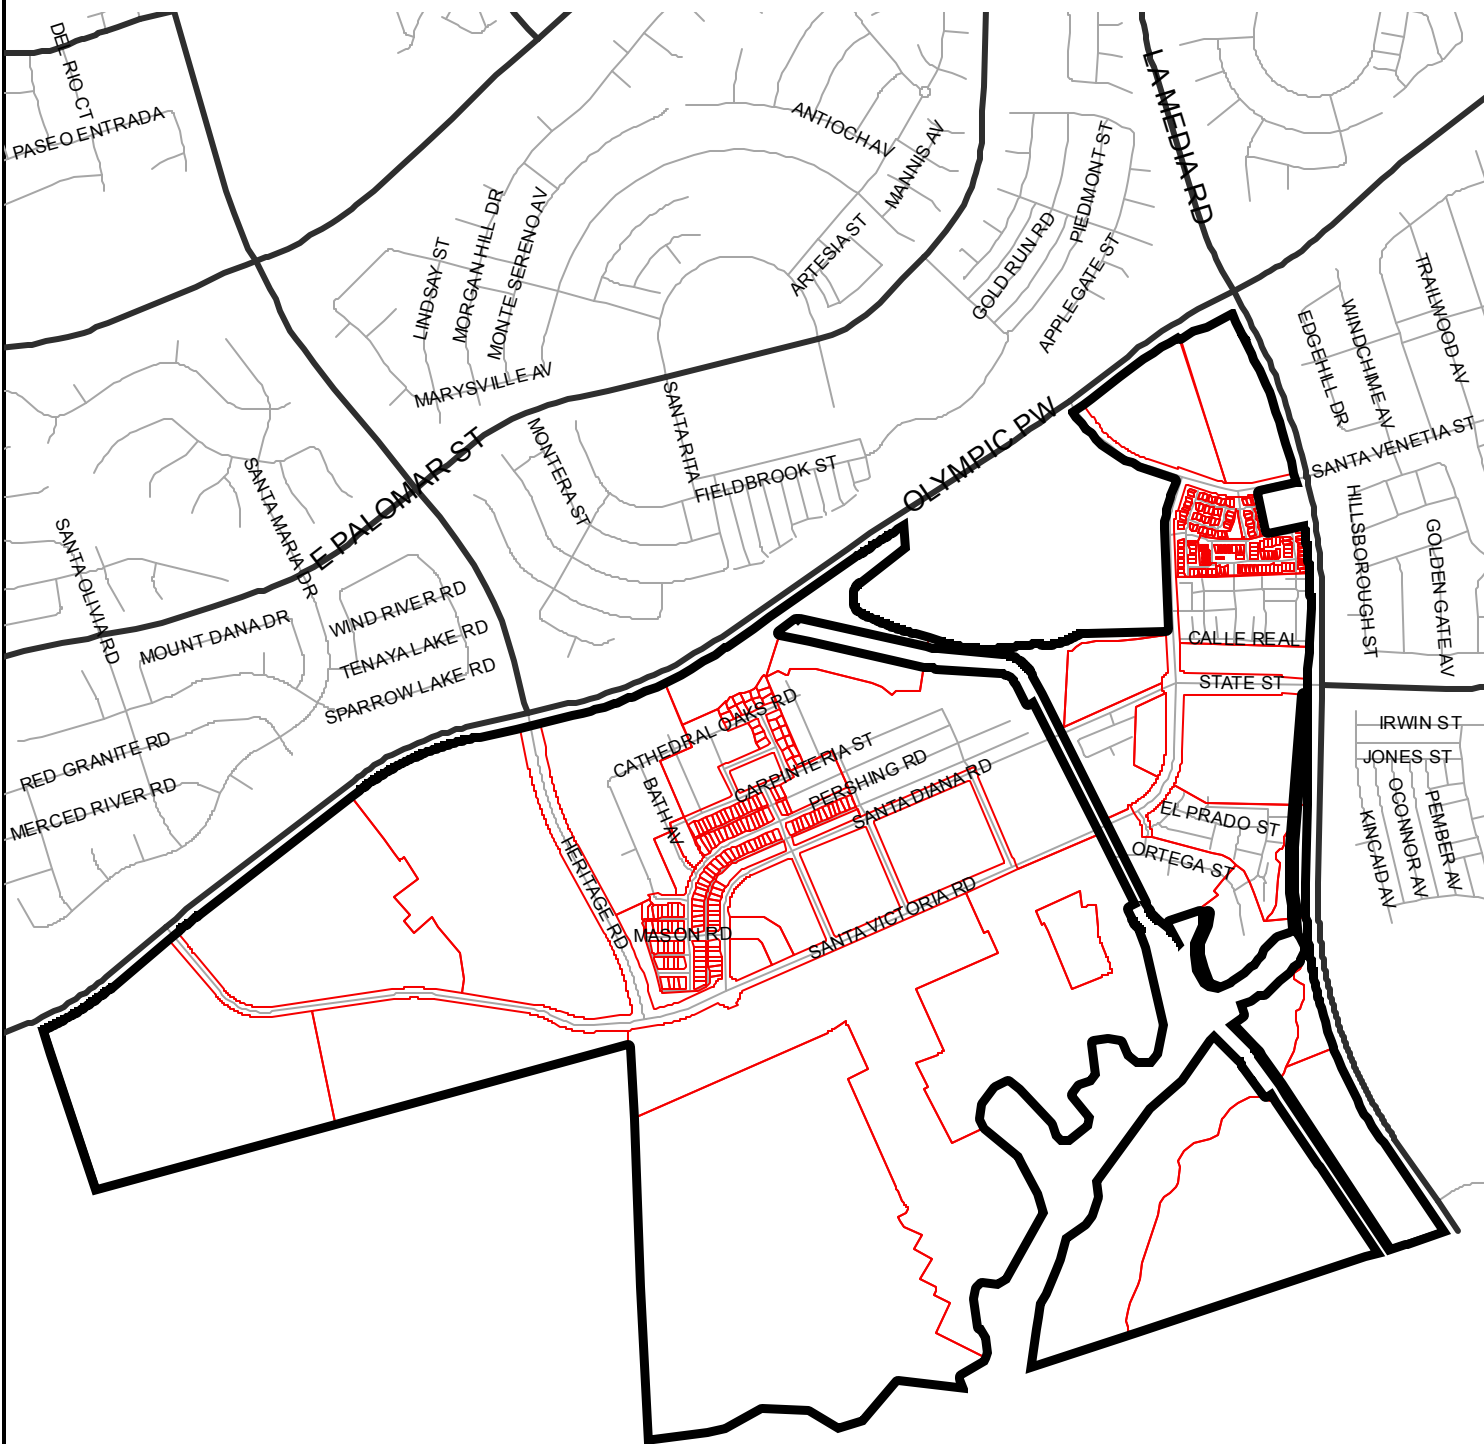 DEL RIO CT
PASEO ENTRADA
LA MEDIA RD
ANTIOCH AV
MANNIS AV
PIEDMONT ST
LINDSAY ST
MORGAN HILL DR
MONTE SERENO AV
ARTESIA ST
GOLD RUN RD
APPLEGATE ST
TRAILWOOD AV
WINDCHIME AV
EDGEHILL DR
MARYSVILLE AV
SANTA RITA
E PALOMAR ST
MONTERA ST
FIELDBROOK ST
OLYMPIC PW
SANTA VENETIA ST
SANTA MARIA DR
SANTA OLIVIA RD
HILLSBOROUGH ST
GOLDEN GATE AV
MOUNT DANA DR
WIND RIVER RD
TENAYA LAKE RD
SPARROW LAKE RD
CALLE REAL
STATE ST
RED GRANITE RD
MERCED RIVER RD
CATHEDRAL OAKS RD
CARPINTERIA ST
PERSHING RD
SANTA DIANA RD
BATH AV
IRWIN ST
JONES ST
EL PRADO ST
ORTEGA ST
KINCAID AV
OCONNOR AV
PEMBER AV
HERITAGE RD
MASON RD
SANTA VICTORIA RD